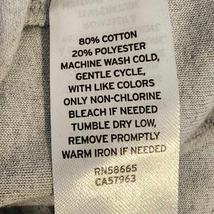 80% COTTON
20% POLYESTER
MACHINE WASH COLD,
GENTLE CYCLE,
WITH LIKE COLORS
ONLY NON-CHLORINE
BLEACH IF NEEDED
TUMBLE DRY LOW,
REMOVE PROMPTLY
WARM IRON IF NEEDED
RN58665
CA57963